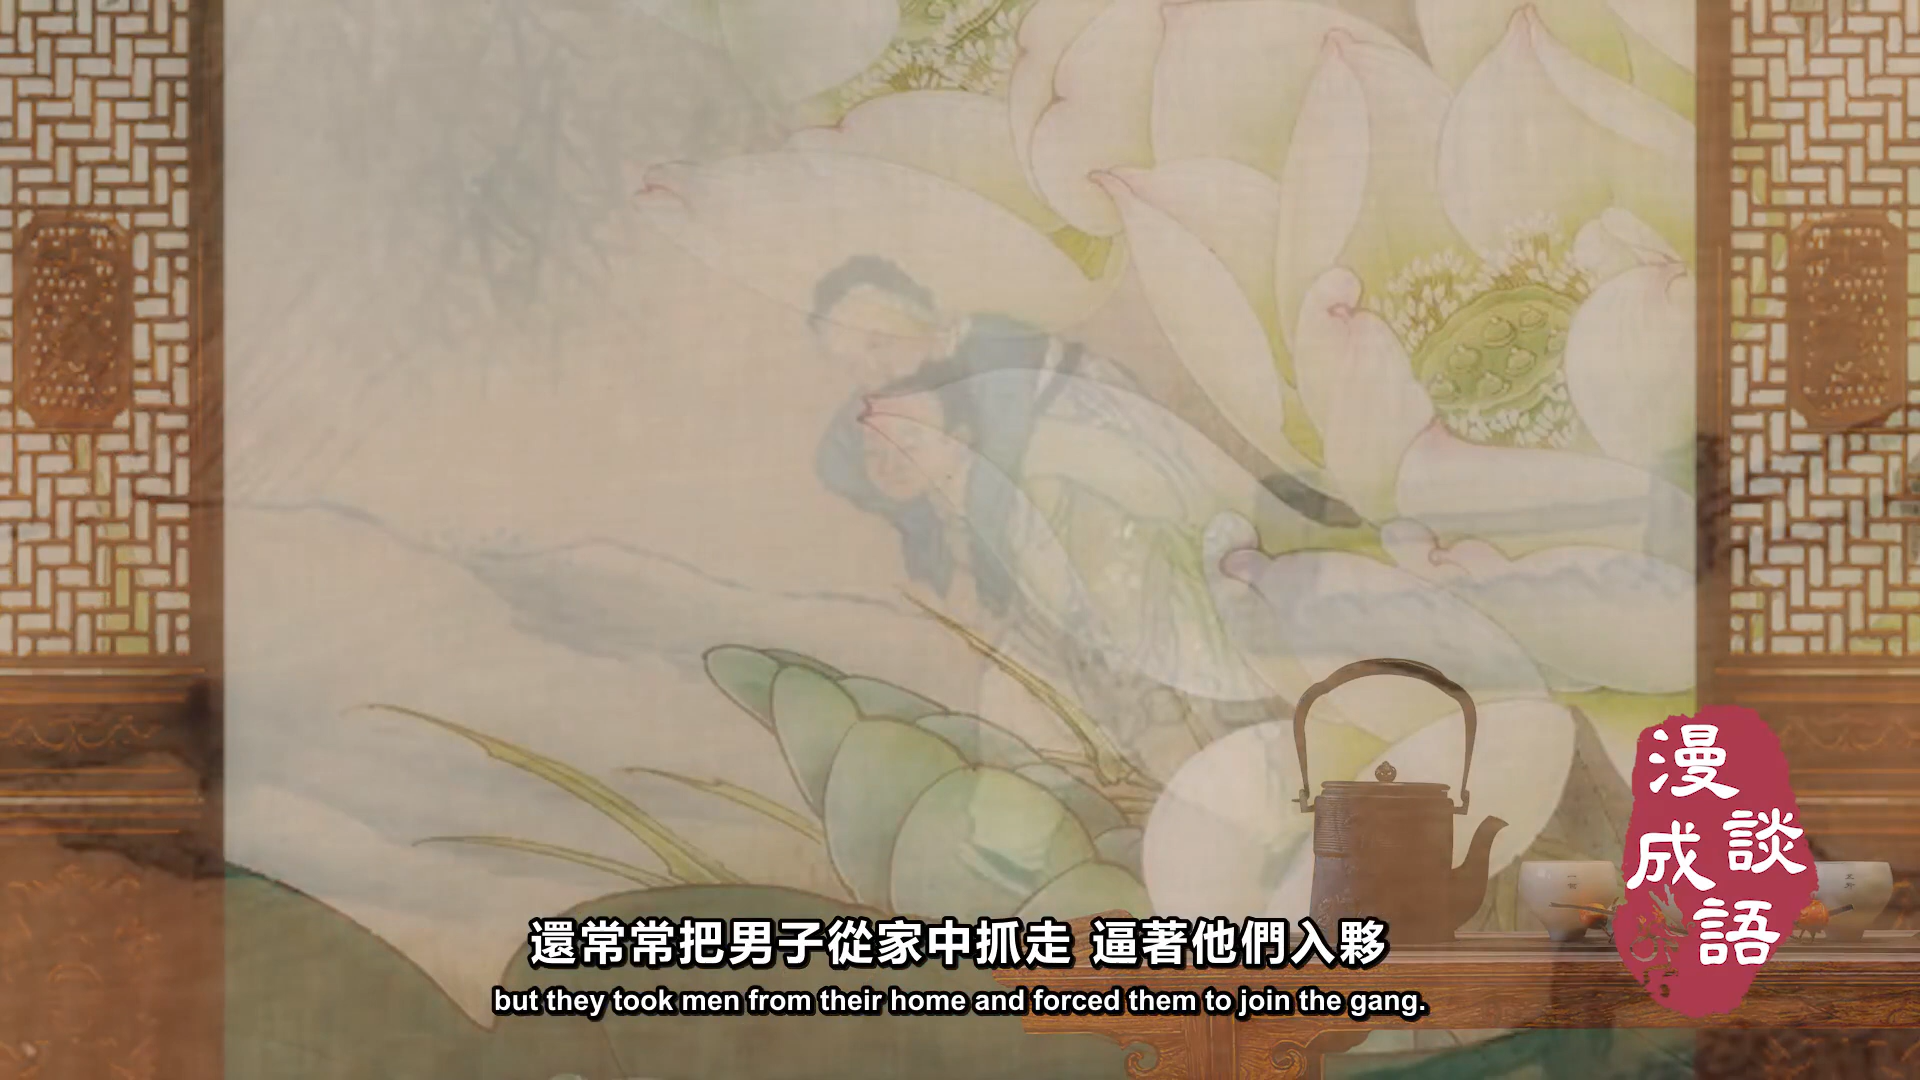 漫談
成語
還常常把男子從家中抓走 逼著他們入夥
but they took men from their home and forced them to join the gang.